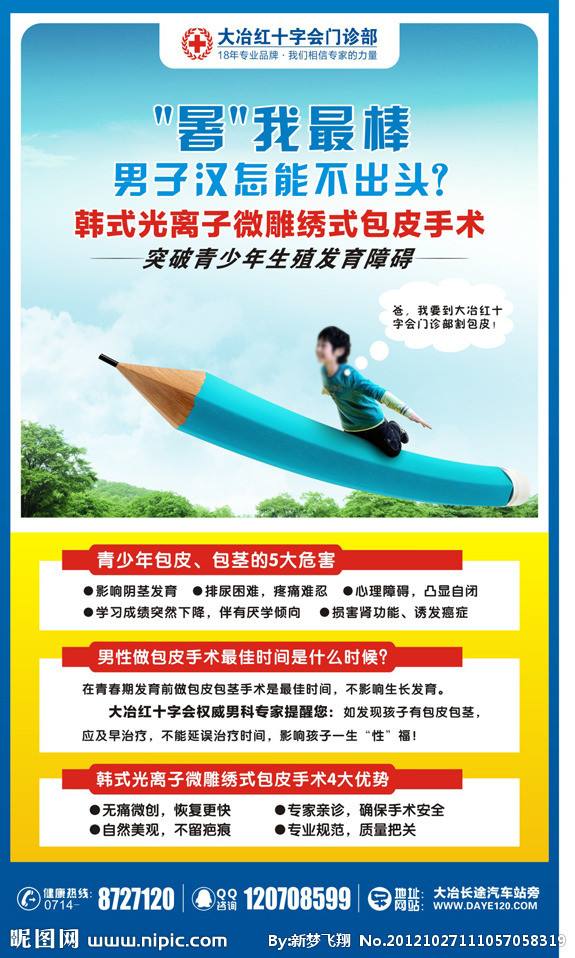 大冶红十字会门诊部
18年专业品牌·我们相信专家的力量
"暑"我最棒
男子汉怎能不出头?
韩式光离子微雕绣式包皮手术
突破青少年生殖发育障碍
爸，我要到大冶红十
字会门诊部割包皮!
青少年包皮、包茎的5大危害
●影响阴茎发育 ●排尿困难，疼痛难忍 ●心理障碍，凸显自闭
●学习成绩突然下降，伴有厌学倾向 ●损害肾功能、诱发癌症
男性做包皮手术最佳时间是什么时候?
在青春期发育前做包皮包茎手术是最佳时间，不影响生长发育。
大冶红十字会权威男科专家提醒您：如发现孩子有包皮包茎，
应及早治疗，不能延误治疗时间，影响孩子一生“性”福!
韩式光离子微雕绣式包皮手术4大优势
●无痛微创，恢复更快 ●专家亲诊，确保手术安全
●自然美观，不留疤痕 ●专业规范，质量把关
健康热线: 0714- 8727120 QQ咨询 120708599 地址: 大冶长途汽车站旁
网站: WWW.DAYE120.COM
昵图网 www.nipic.com By:新梦飞翔 No.20121027111057058319